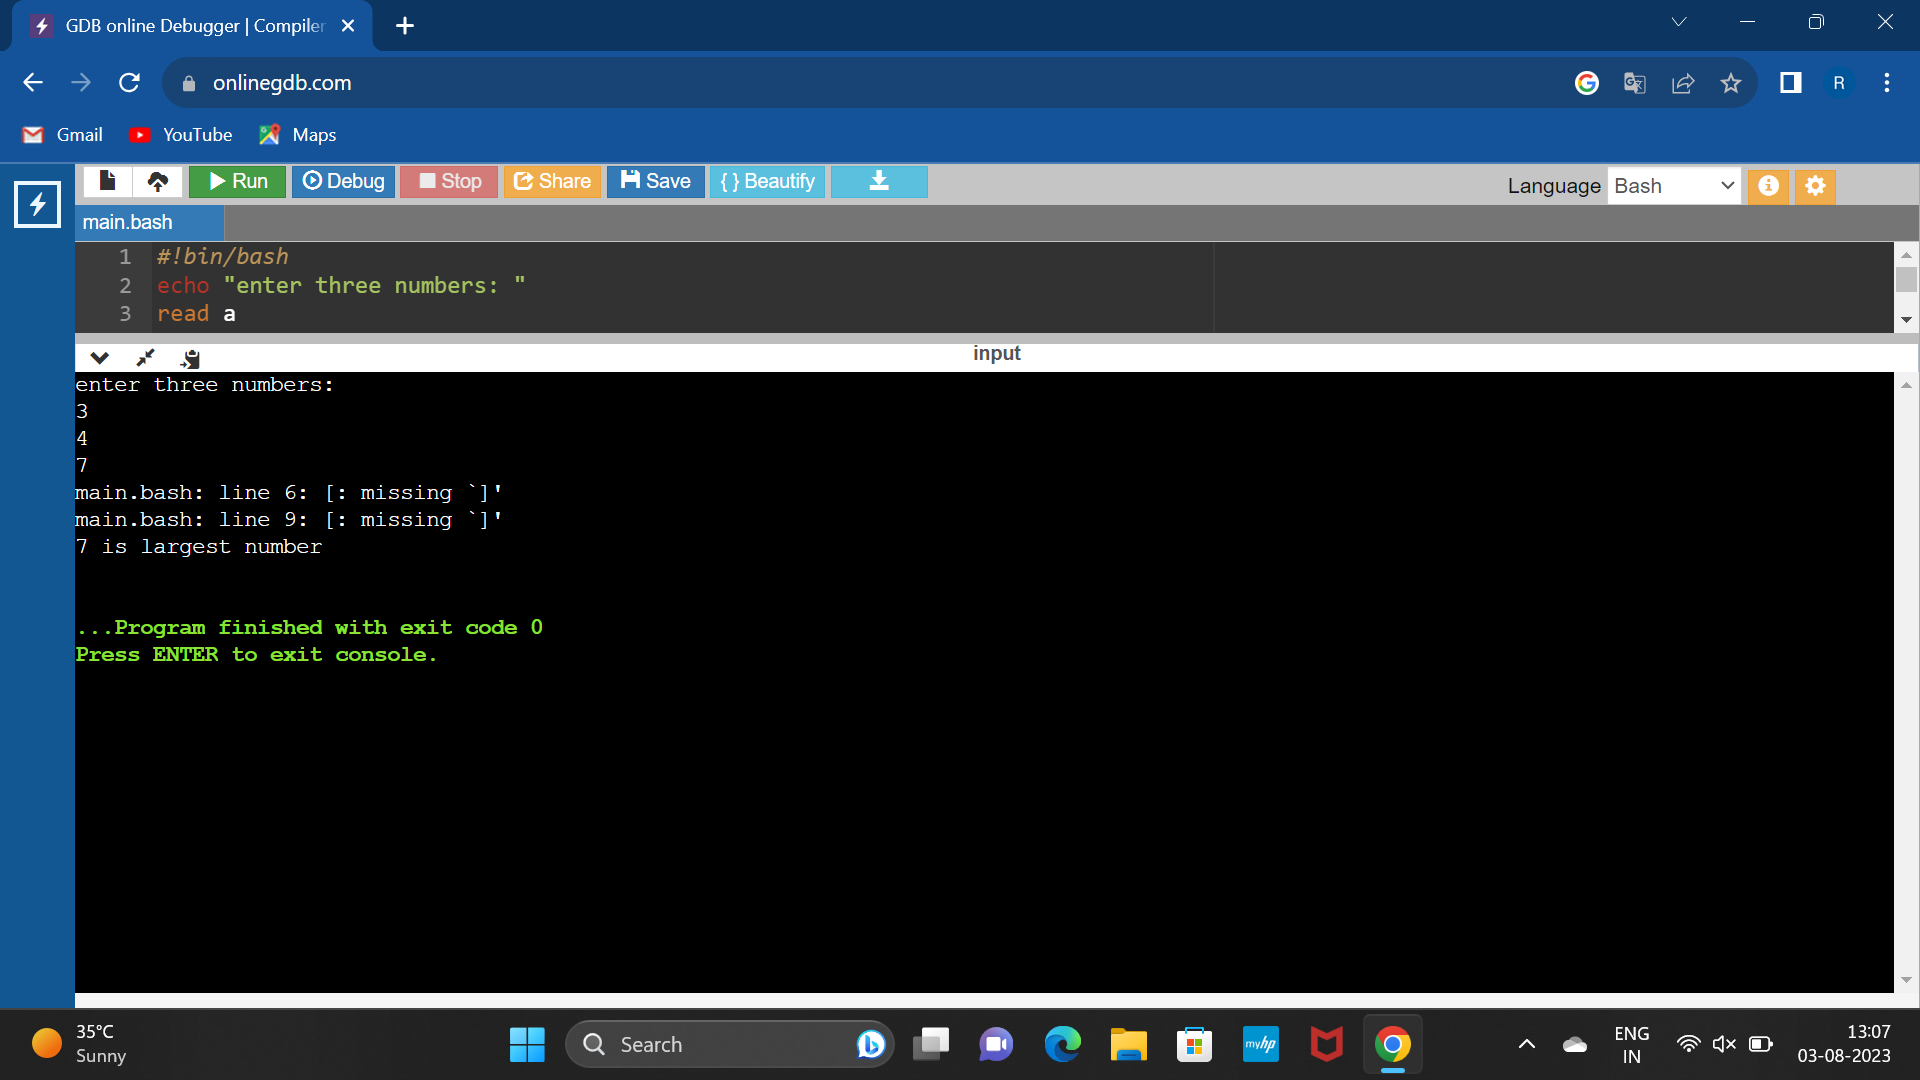 GDB online Debugger | Compiler
onlinegdb.com
R
Gmail YouTube Maps
Run Debug Stop Share Save { } Beautify Language Bash
main.bash
1 #!bin/bash
2 echo "enter three numbers: "
3 read a
input
enter three numbers:
3
4
7
main.bash: line 6: [: missing `]'
main.bash: line 9: [: missing `]'
7 is largest number
...Program finished with exit code 0
Press ENTER to exit console.
35°C
Sunny
Search
myhp
ENG
IN
13:07
03-08-2023